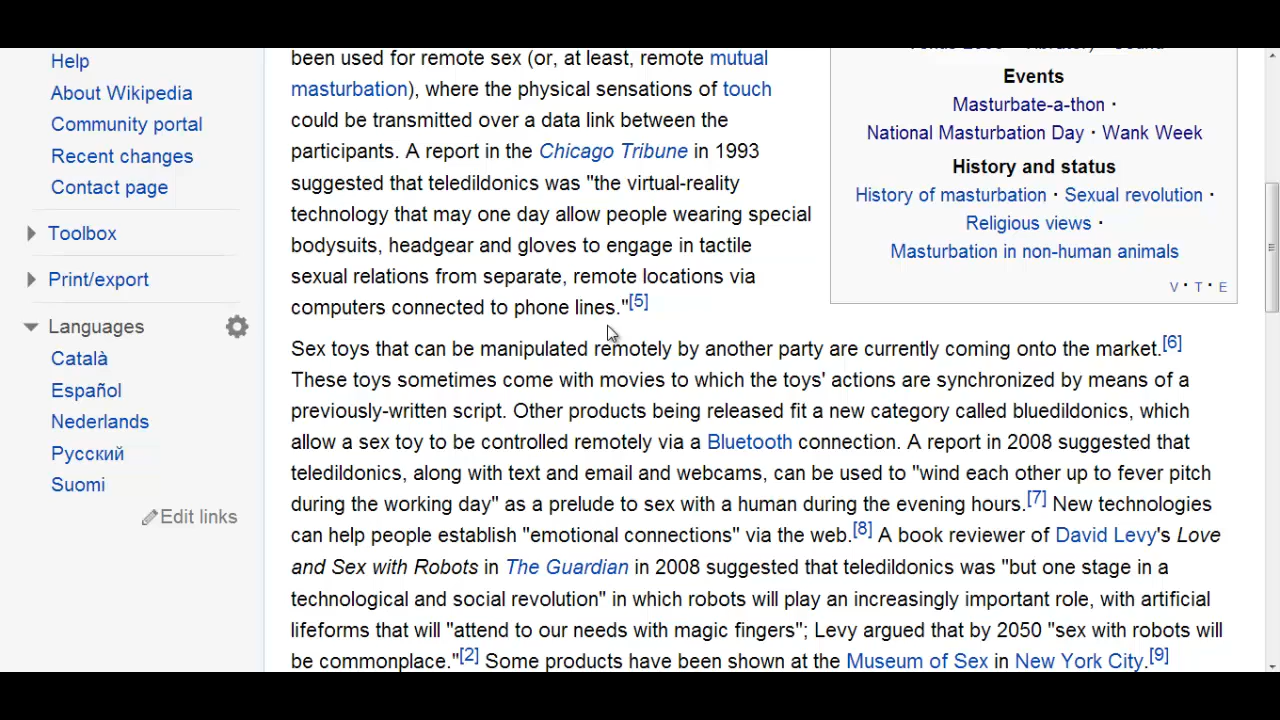 Help
About Wikipedia
Community portal
Recent changes
Contact page
Toolbox
Print/export
Languages
Català
Español
Nederlands
Русский
Suomi
Edit links
been used for remote sex (or, at least, remote mutual
masturbation), where the physical sensations of touch
could be transmitted over a data link between the
participants. A report in the Chicago Tribune in 1993
suggested that teledildonics was "the virtual-reality
technology that may one day allow people wearing special
bodysuits, headgear and gloves to engage in tactile
sexual relations from separate, remote locations via
computers connected to phone lines."[5]
Sex toys that can be manipulated remotely by another party are currently coming onto the market.[6]
These toys sometimes come with movies to which the toys' actions are synchronized by means of a
previously-written script. Other products being released fit a new category called bluedildonics, which
allow a sex toy to be controlled remotely via a Bluetooth connection. A report in 2008 suggested that
teledildonics, along with text and email and webcams, can be used to "wind each other up to fever pitch
during the working day" as a prelude to sex with a human during the evening hours.[7] New technologies
can help people establish "emotional connections" via the web.[8] A book reviewer of David Levy's Love
and Sex with Robots in The Guardian in 2008 suggested that teledildonics was "but one stage in a
technological and social revolution" in which robots will play an increasingly important role, with artificial
lifeforms that will "attend to our needs with magic fingers"; Levy argued that by 2050 "sex with robots will
be commonplace."[2] Some products have been shown at the Museum of Sex in New York City.[9]
Events
Masturbate-a-thon ·
National Masturbation Day · Wank Week
History and status
History of masturbation · Sexual revolution ·
Religious views ·
Masturbation in non-human animals
V · T · E